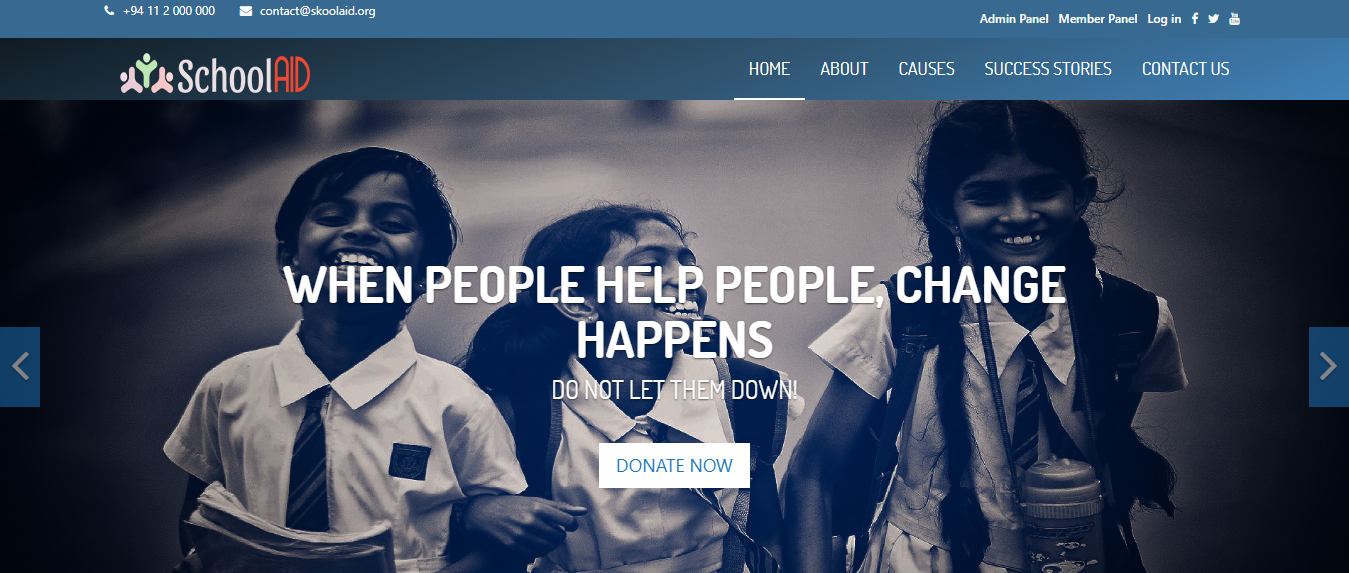 +94 11 2 000 000 contact@skoolaid.org
Admin Panel Member Panel Log in
SchoolAID
HOME ABOUT CAUSES SUCCESS STORIES CONTACT US
WHEN PEOPLE HELP PEOPLE, CHANGE
HAPPENS
DO NOT LET THEM DOWN!
DONATE NOW